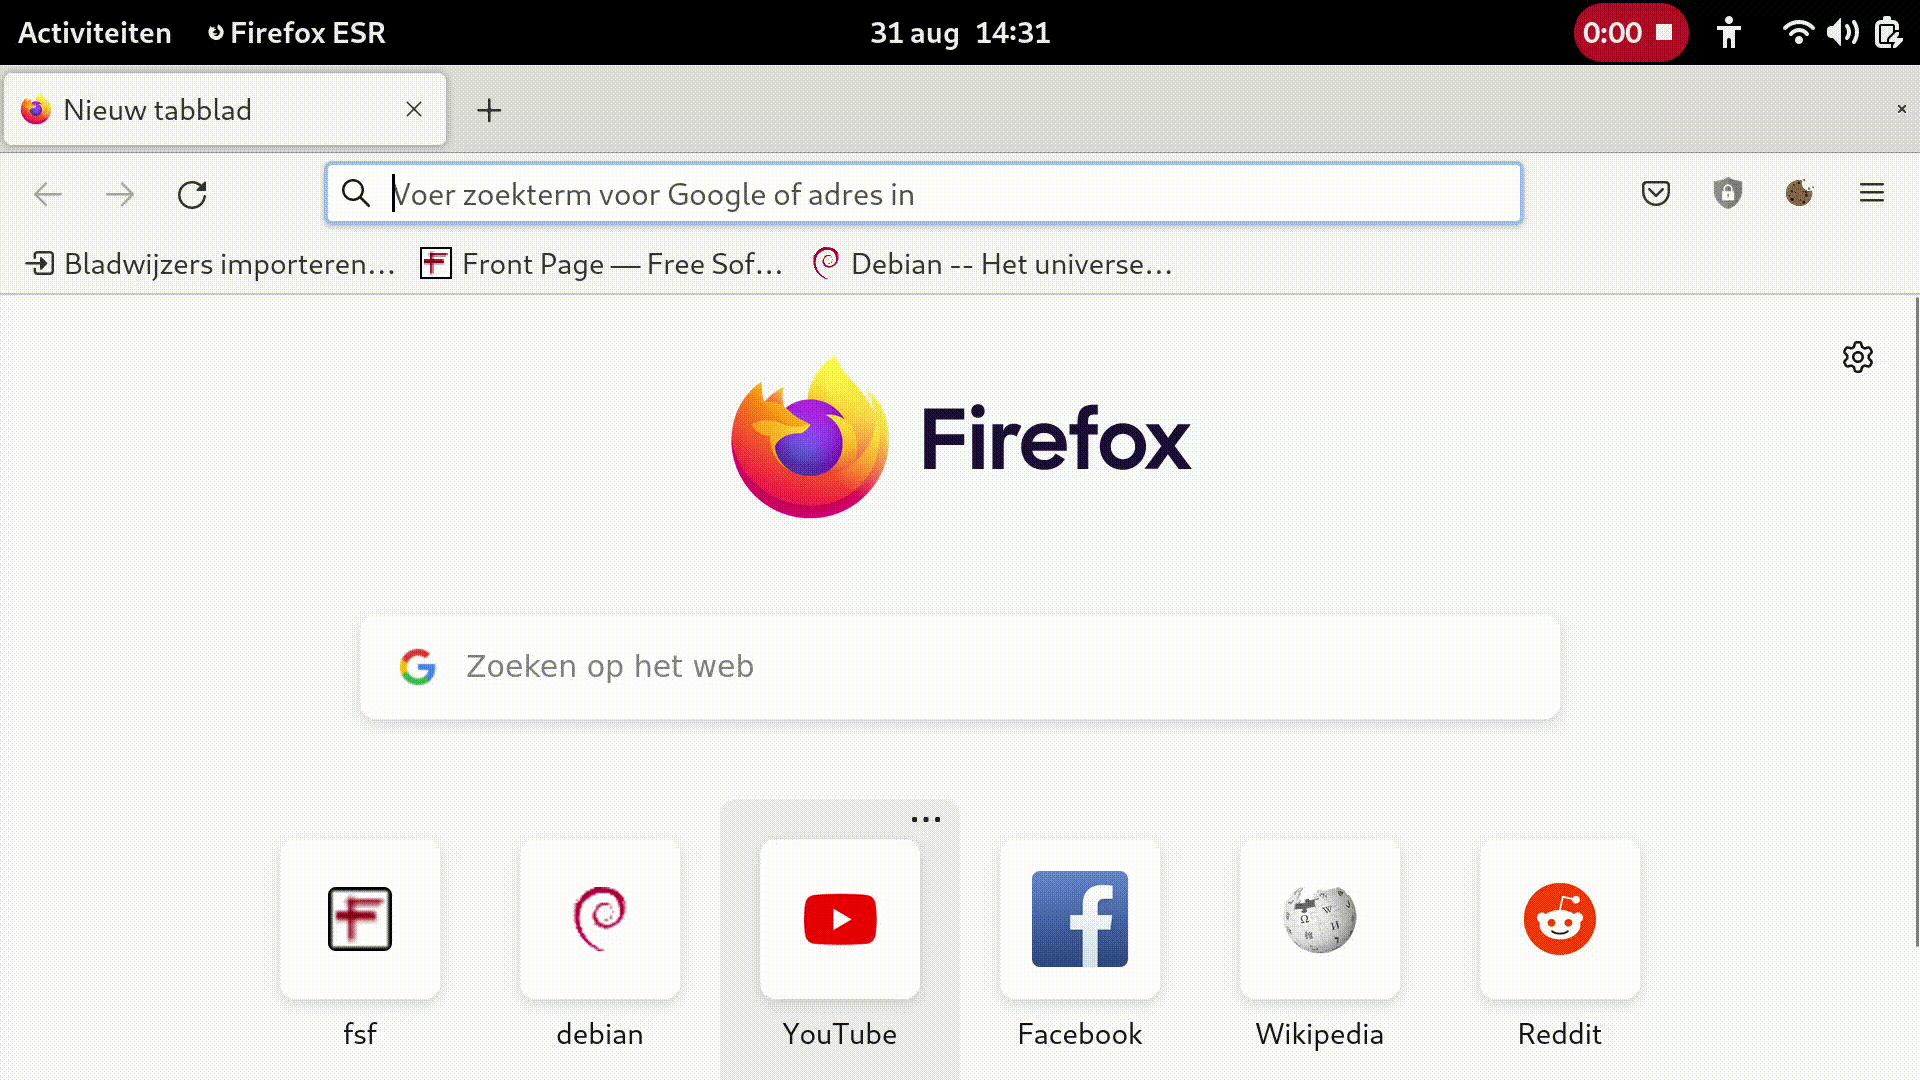 Activiteiten Firefox ESR 31 aug 14:31 0:00
Nieuw tabblad
Voer zoekterm voor Google of adres in
Bladwijzers importeren… Front Page — Free Sof… Debian -- Het universe…
Firefox
Zoeken op het web
fsf debian YouTube Facebook Wikipedia Reddit